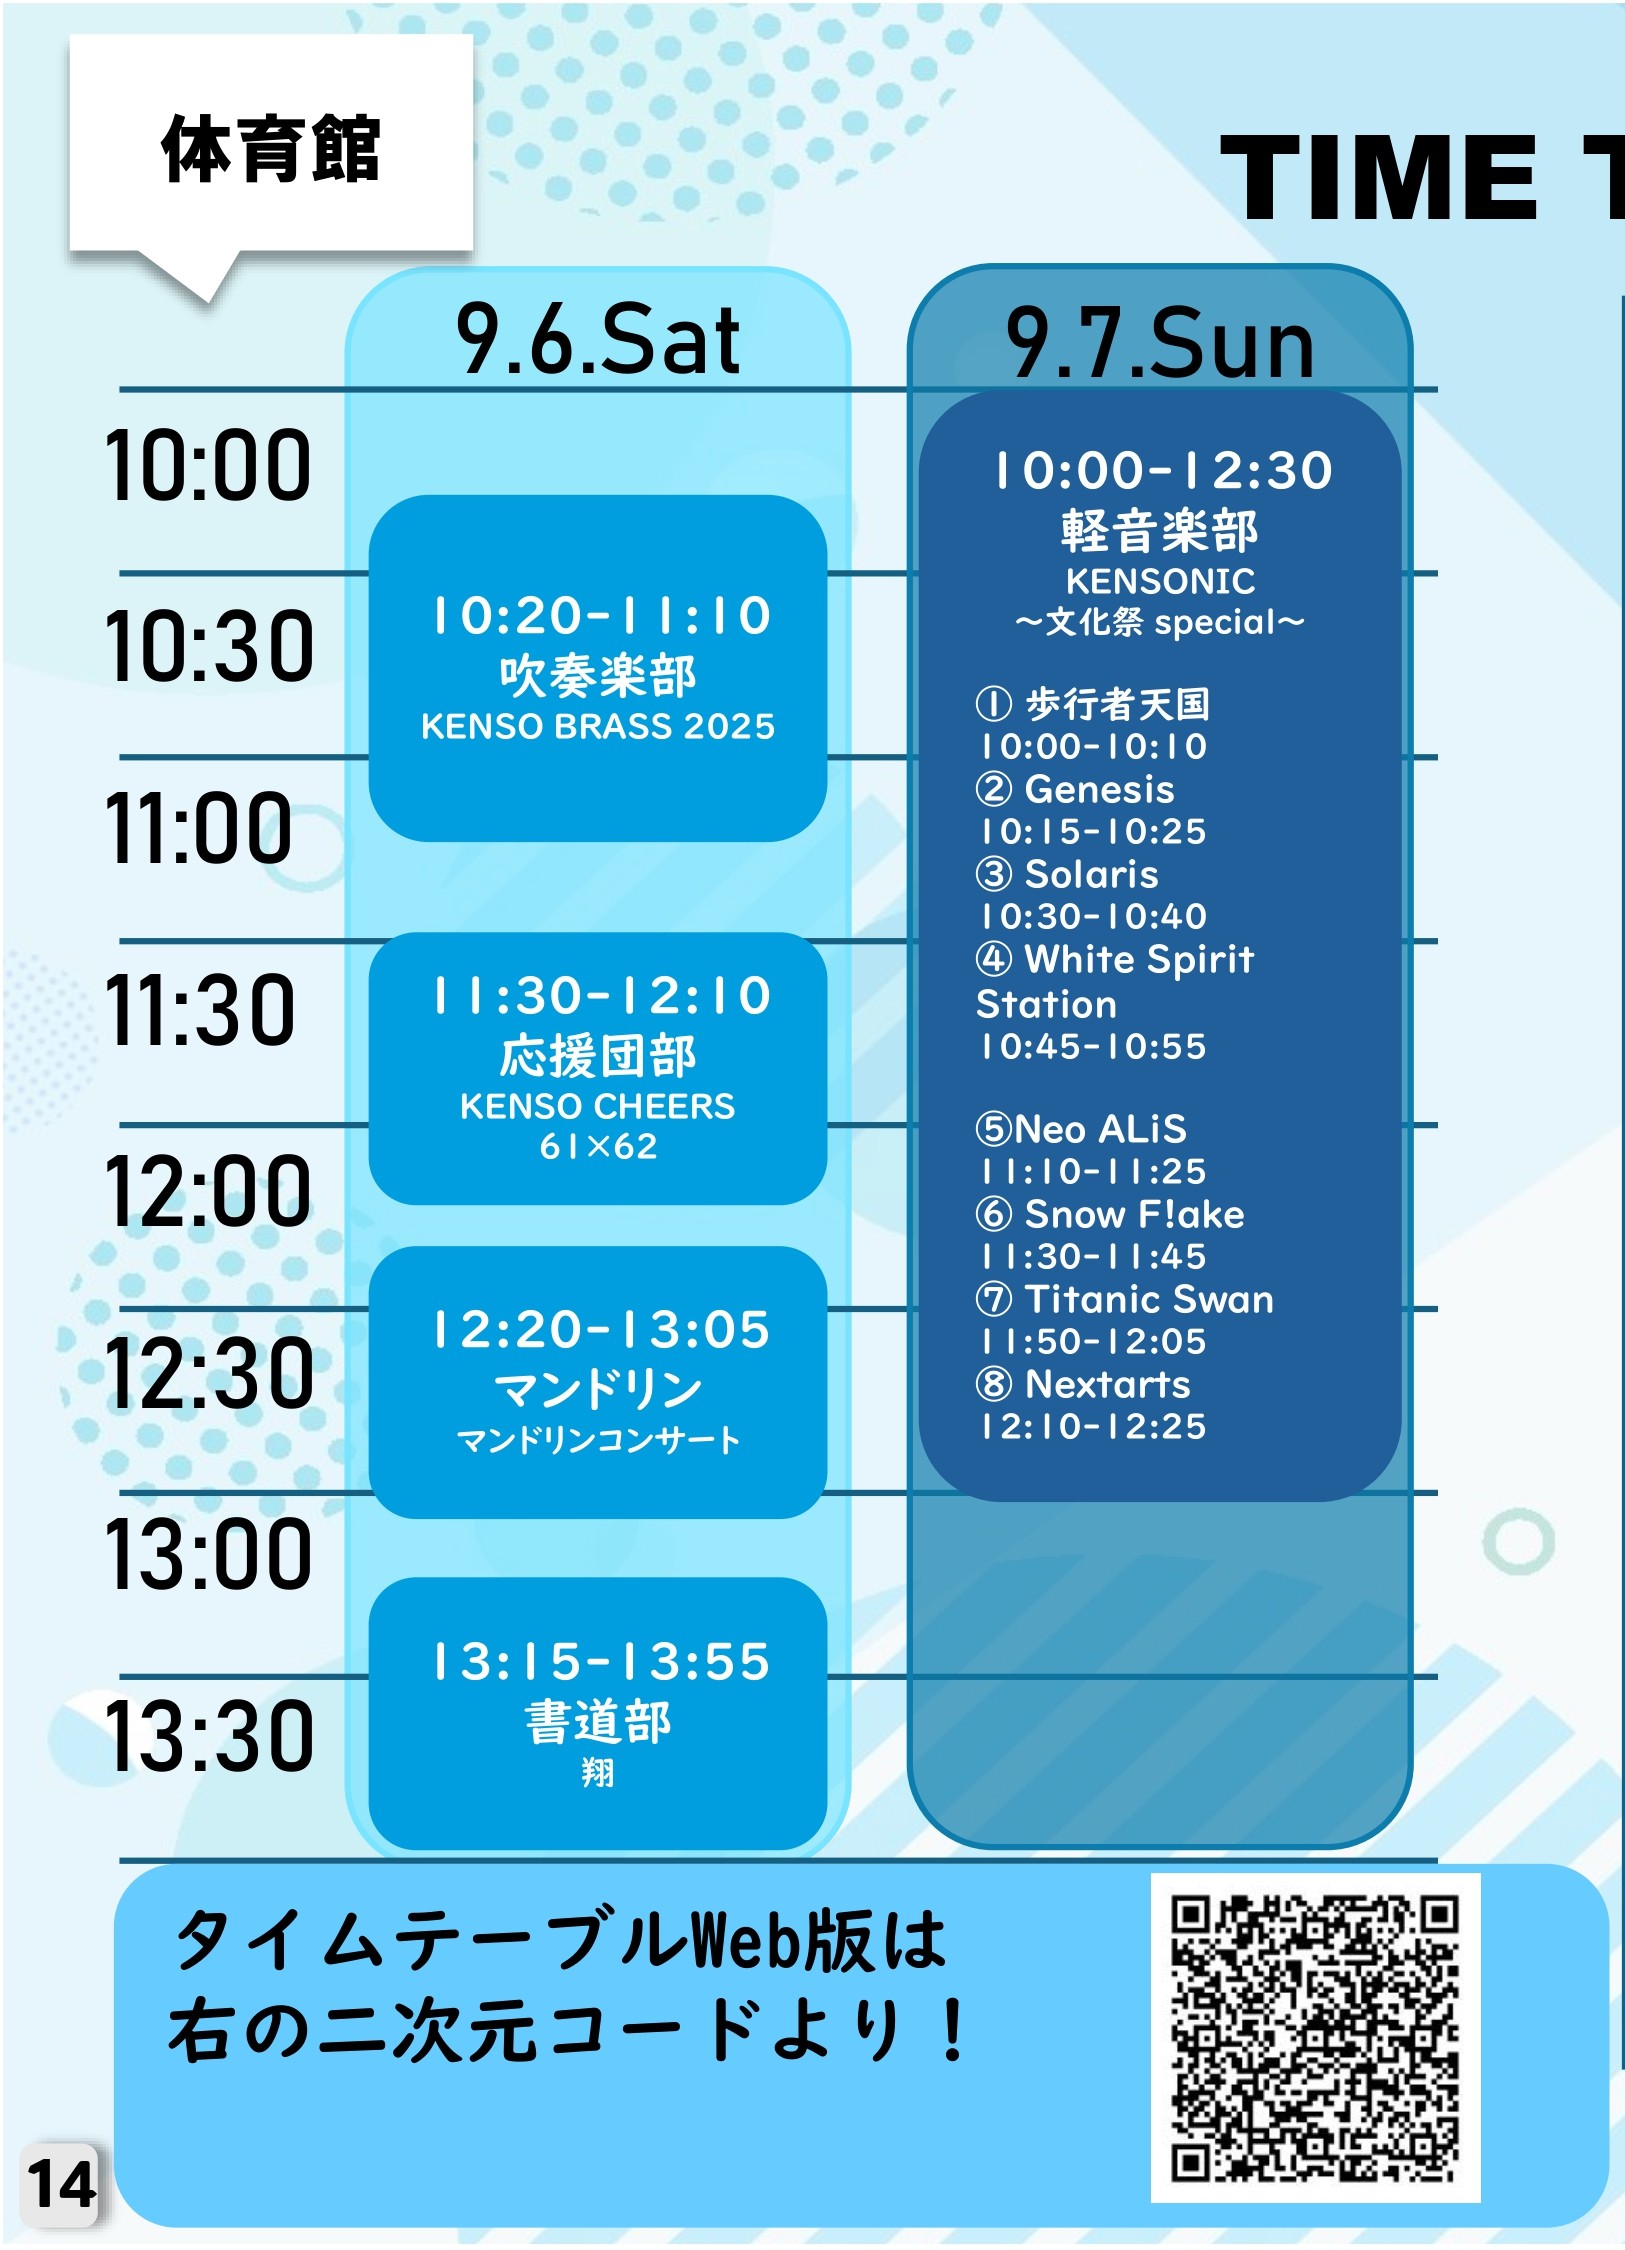 体育館
TIME T
9.6.Sat
9.7.Sun
10:00
10:30
11:00
11:30
12:00
12:30
13:00
13:30
10:20-11:10
吹奏楽部
KENSO BRASS 2025
11:30-12:10
応援団部
KENSO CHEERS
61×62
12:20-13:05
マンドリン
マンドリンコンサート
13:15-13:55
書道部
翔
10:00-12:30
軽音楽部
KENSONIC
～文化祭 special～
① 歩行者天国
10:00-10:10
② Genesis
10:15-10:25
③ Solaris
10:30-10:40
④ White Spirit
Station
10:45-10:55
⑤Neo ALiS
11:10-11:25
⑥ Snow F!ake
11:30-11:45
⑦ Titanic Swan
11:50-12:05
⑧ Nextarts
12:10-12:25
タイムテーブルWeb版は
右の二次元コードより！
14